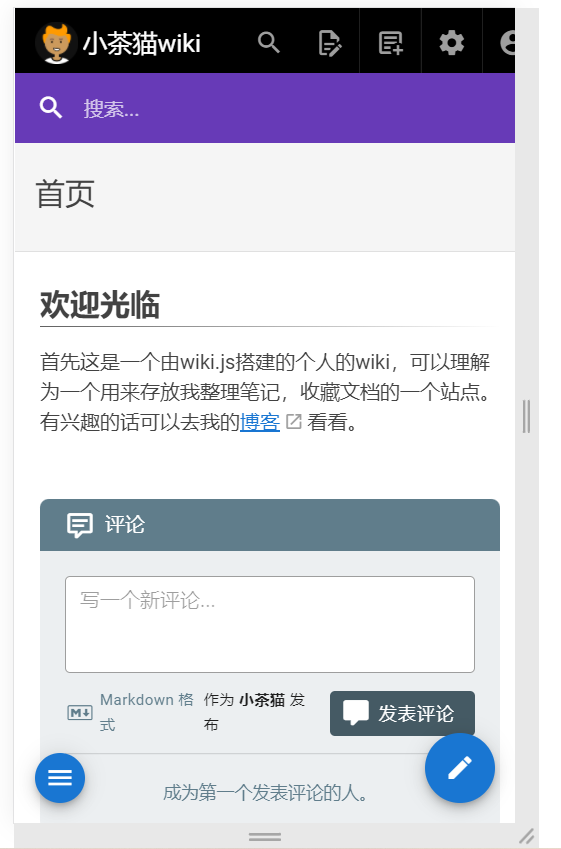 小茶猫wiki
搜索...
首页
欢迎光临
首先这是一个由wiki.js搭建的个人的wiki，可以理解
为一个用来存放我整理笔记，收藏文档的一个站点。
有兴趣的话可以去我的博客 看看。
评论
写一个新评论...
Markdown 格
式
作为 小茶猫 发
布
发表评论
成为第一个发表评论的人。